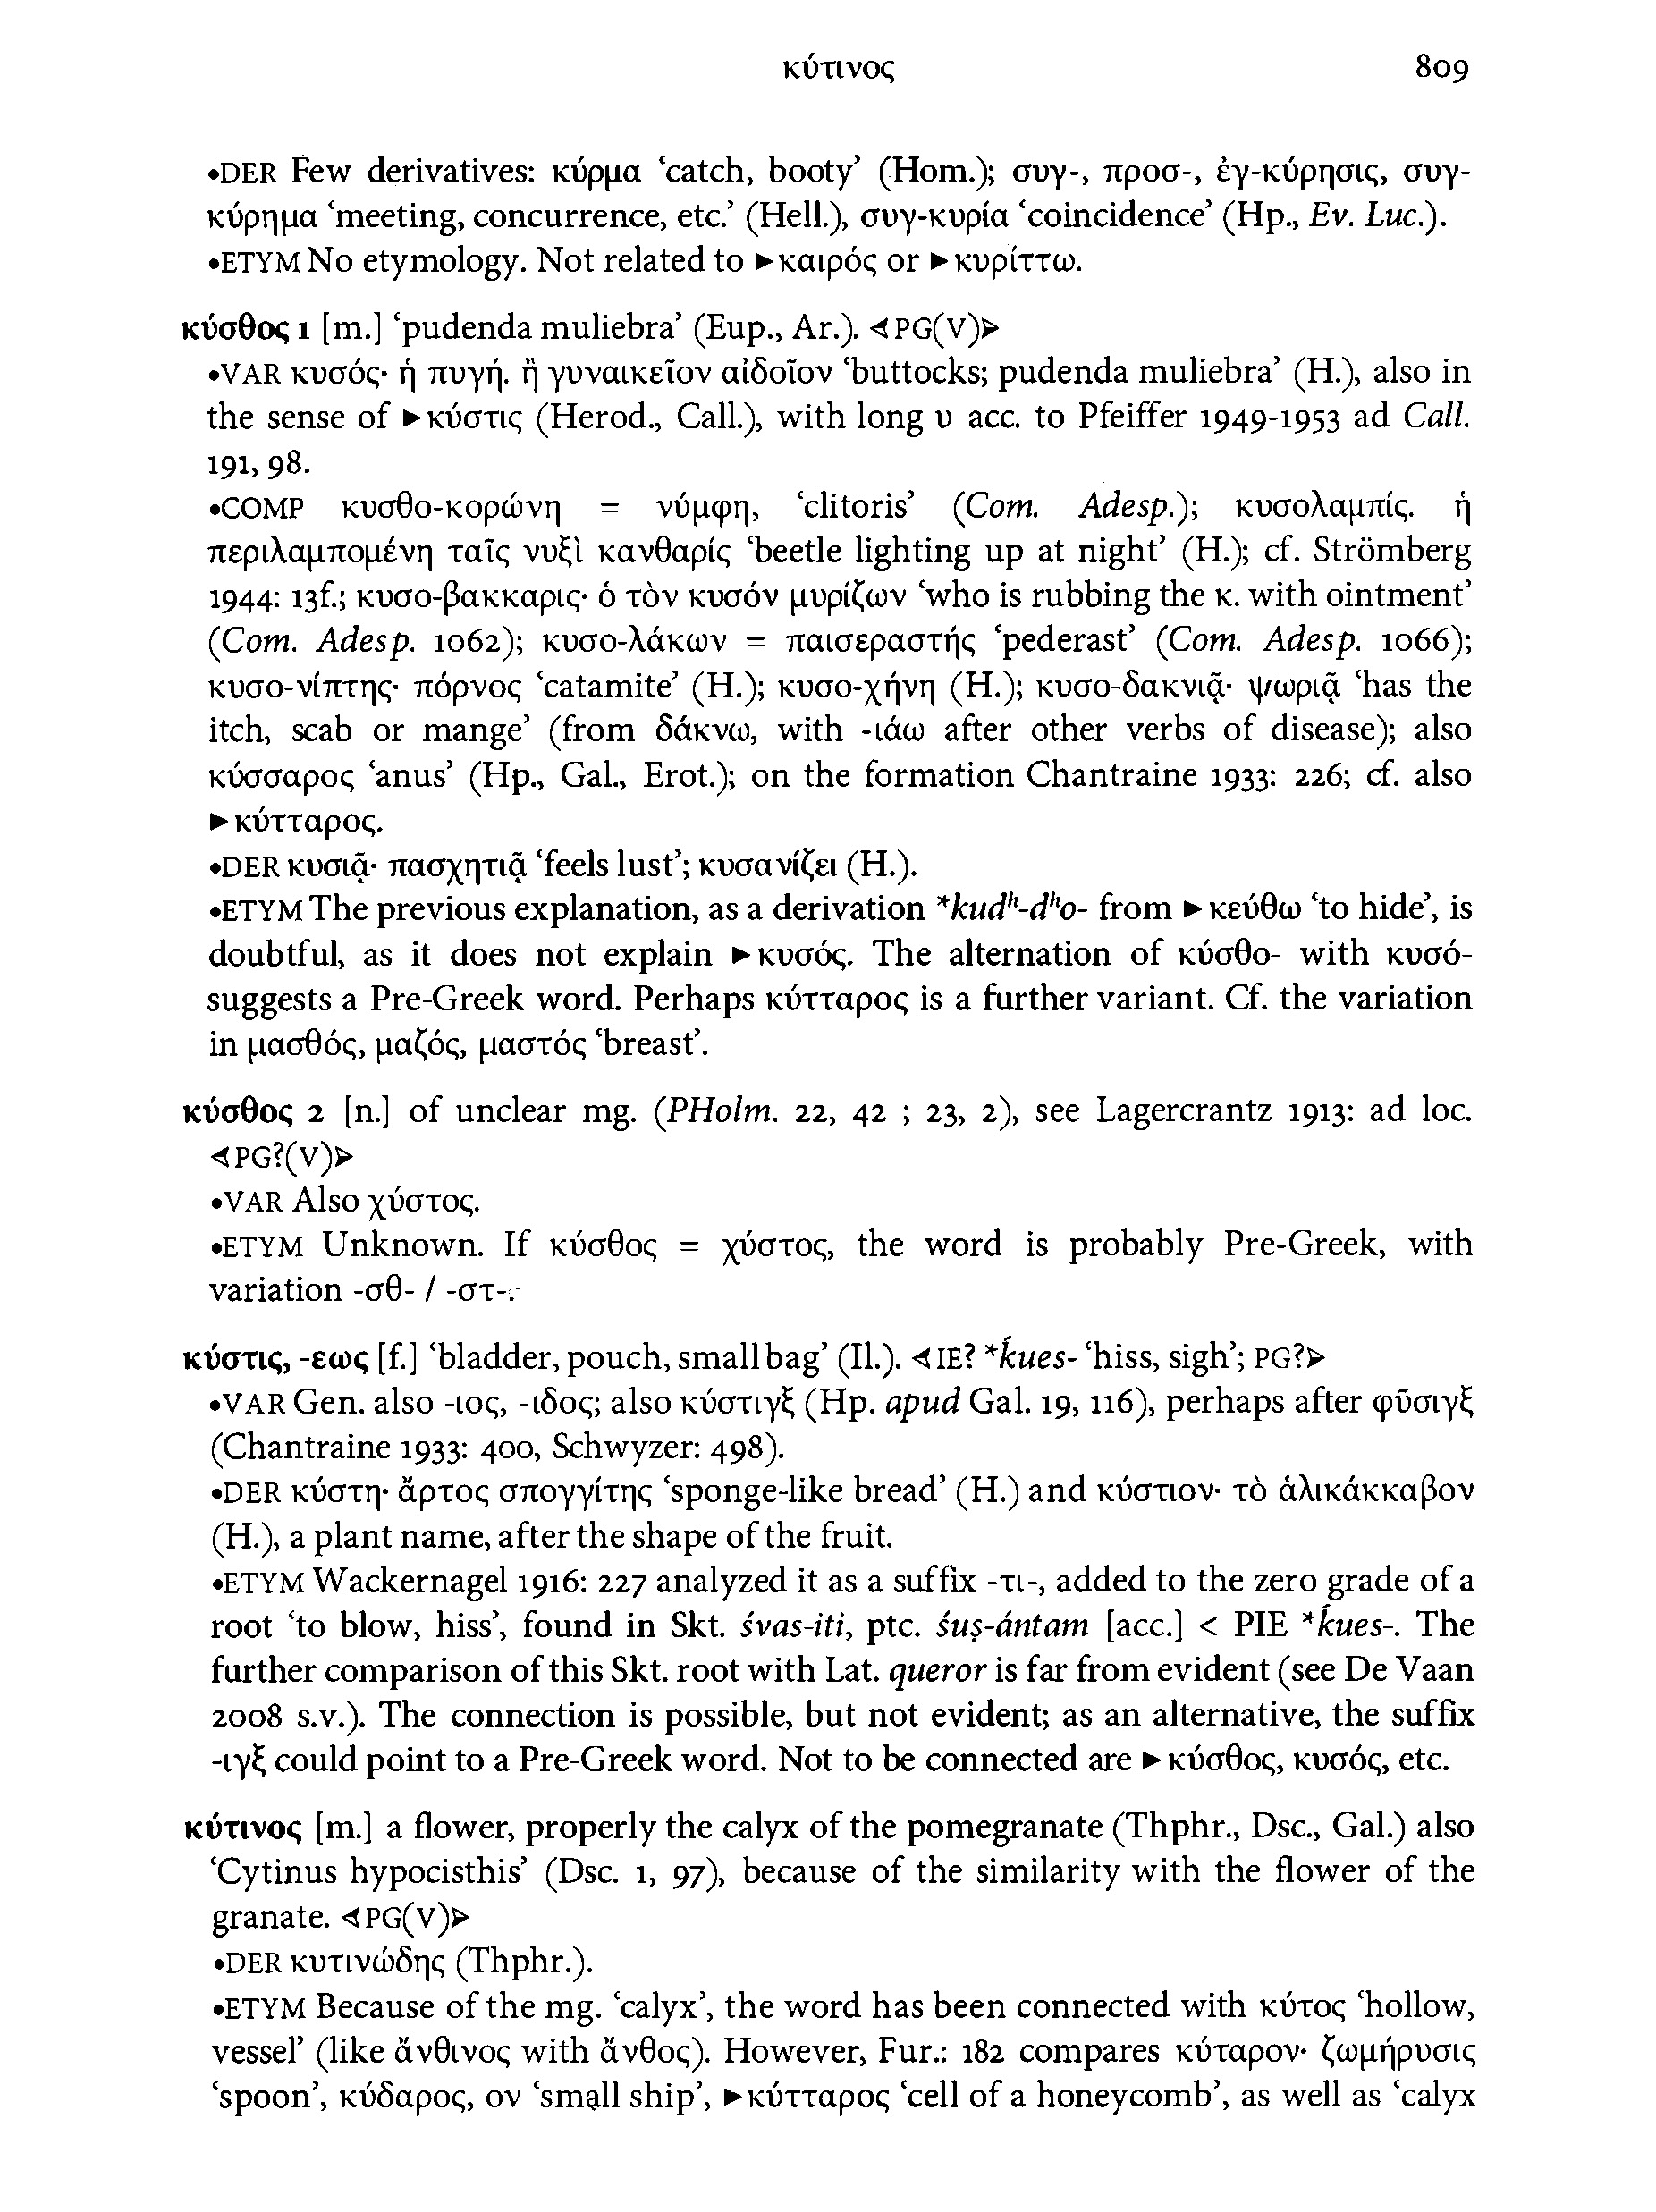 κύτινος 809
•DER Few derivatives: κύρμα ‘catch, booty’ (Hom.); συγ-, προσ-, ἐγ-κύρησις, συγ-
κύρημα ‘meeting, concurrence, etc.’ (Hell.), συγ-κυρία ‘coincidence’ (Hp., Ev. Luc.).
•ETYM No etymology. Not related to ►καιρός or ►κυρίττω.
κύσθος 1 [m.] ‘pudenda muliebra’ (Eup., Ar.). ◄PG(V)►
•VAR κυσός· ἡ πυγή. ἢ γυναικεῖον αἰδοῖον ‘buttocks; pudenda muliebra’ (H.), also in
the sense of ►κύστις (Herod., Call.), with long υ acc. to Pfeiffer 1949-1953 ad Call.
191, 98.
•COMP κυσθο-κορώνη = νύμφη, ‘clitoris’ (Com. Adesp.); κυσολαμπίς. ἡ
περιλαμπομένη ταῖς νυξὶ κανθαρίς ‘beetle lighting up at night’ (H.); cf. Strömberg
1944: 13f.; κυσο-βακκαρις· ὁ τὸν κυσόν μυρίζων ‘who is rubbing the κ. with ointment’
(Com. Adesp. 1062); κυσο-λάκων = παισεραστής ‘pederast’ (Com. Adesp. 1066);
κυσο-νίπτης· πόρνος ‘catamite’ (H.); κυσο-χήνη (H.); κυσο-δακνιᾷ· ψωριᾷ ‘has the
itch, scab or mange’ (from δάκνω, with -ιάω after other verbs of disease); also
κύσσαρος ‘anus’ (Hp., Gal., Erot.); on the formation Chantraine 1933: 226; cf. also
►κύτταρος.
•DER κυσιᾷ· πασχητιᾷ ‘feels lust’; κυσανίζει (H.).
•ETYM The previous explanation, as a derivation *kudʰ-dʰo- from ►κεύθω ‘to hide’, is
doubtful, as it does not explain ►κυσός. The alternation of κύσθο- with κυσό-
suggests a Pre-Greek word. Perhaps κύτταρος is a further variant. Cf. the variation
in μασθός, μαζός, μαστός ‘breast’.
κύσθος 2 [n.] of unclear mg. (PHolm. 22, 42 ; 23, 2), see Lagercrantz 1913: ad loc.
◄PG?(V)►
•VAR Also χύστος.
•ETYM Unknown. If κύσθος = χύστος, the word is probably Pre-Greek, with
variation -σθ- / -στ-.
κύστις, -εως [f.] ‘bladder, pouch, small bag’ (Il.). ◄IE? *ḱues- ‘hiss, sigh’; PG?►
•VAR Gen. also -ιος, -ιδος; also κύστιγξ (Hp. apud Gal. 19, 116), perhaps after φῦσιγξ
(Chantraine 1933: 400, Schwyzer: 498).
•DER κύστη· ἄρτος σπογγίτης ‘sponge-like bread’ (H.) and κύστιον· τὸ ἁλικάκκαβον
(H.), a plant name, after the shape of the fruit.
•ETYM Wackernagel 1916: 227 analyzed it as a suffix -τι-, added to the zero grade of a
root ‘to blow, hiss’, found in Skt. śvas-iti, ptc. śuṣ-ántam [acc.] < PIE *ḱues-. The
further comparison of this Skt. root with Lat. queror is far from evident (see De Vaan
2008 s.v.). The connection is possible, but not evident; as an alternative, the suffix
-ιγξ could point to a Pre-Greek word. Not to be connected are ►κύσθος, κυσός, etc.
κύτινος [m.] a flower, properly the calyx of the pomegranate (Thphr., Dsc., Gal.) also
‘Cytinus hypocisthis’ (Dsc. 1, 97), because of the similarity with the flower of the
granate. ◄PG(V)►
•DER κυτινώδης (Thphr.).
•ETYM Because of the mg. ‘calyx’, the word has been connected with κύτος ‘hollow,
vessel’ (like ἄνθινος with ἄνθος). However, Fur.: 182 compares κύταρον· ζωμήρυσις
‘spoon’, κύδαρος, ον ‘small ship’, ►κύτταρος ‘cell of a honeycomb’, as well as ‘calyx